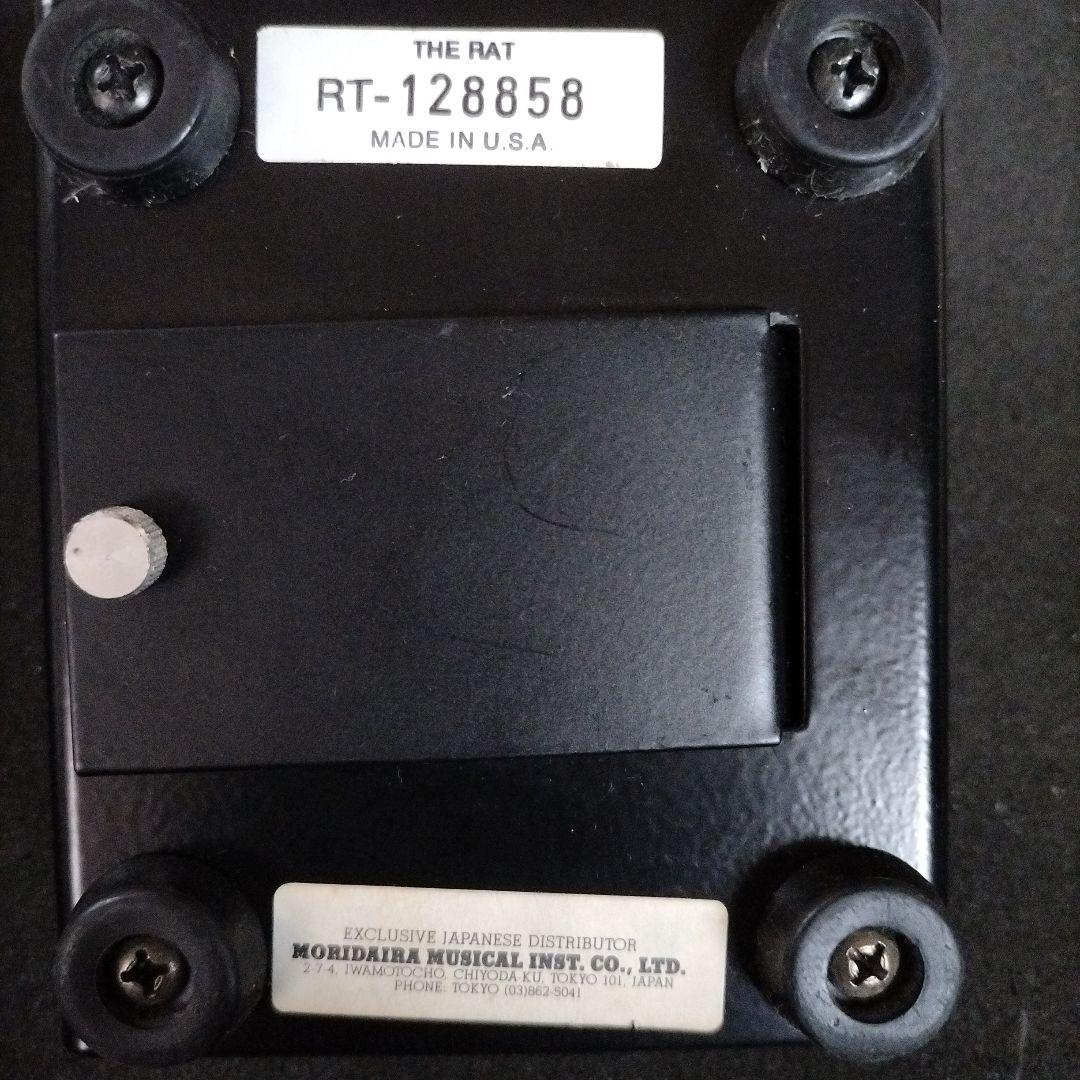 THE RAT
RT-128858
MADE IN U.S.A.
EXCLUSIVE JAPANESE DISTRIBUTOR
MORIDAIRA MUSICAL INST. CO., LTD.
2-7-4, IWAMOTOCHO, CHIYODA-KU, TOKYO 101, JAPAN
PHONE: TOKYO (03)862-5041